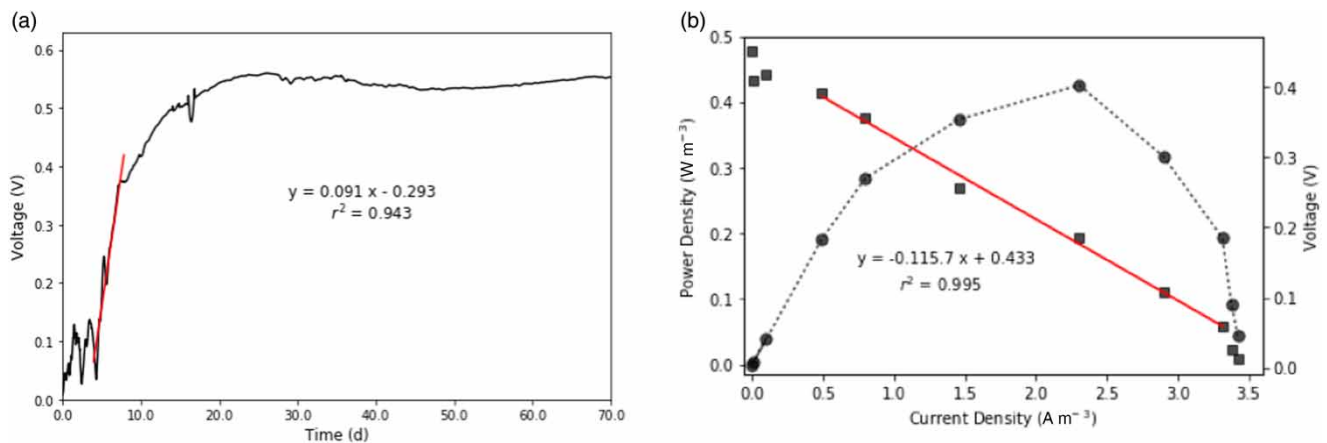 (a)
0.6
0.5
0.4
0.3
0.2
0.1
0.0
Voltage (V)
y = 0.091 x - 0.293
r² = 0.943
0.0 10.0 20.0 30.0 40.0 50.0 60.0 70.0
Time (d)
(b)
0.5
0.4
0.3
0.2
0.1
0.0
Power Density (W m⁻³)
y = -0.115.7 x + 0.433
r² = 0.995
0.4
0.3
0.2
0.1
0.0
Voltage (V)
0.0 0.5 1.0 1.5 2.0 2.5 3.0 3.5
Current Density (A m⁻³)